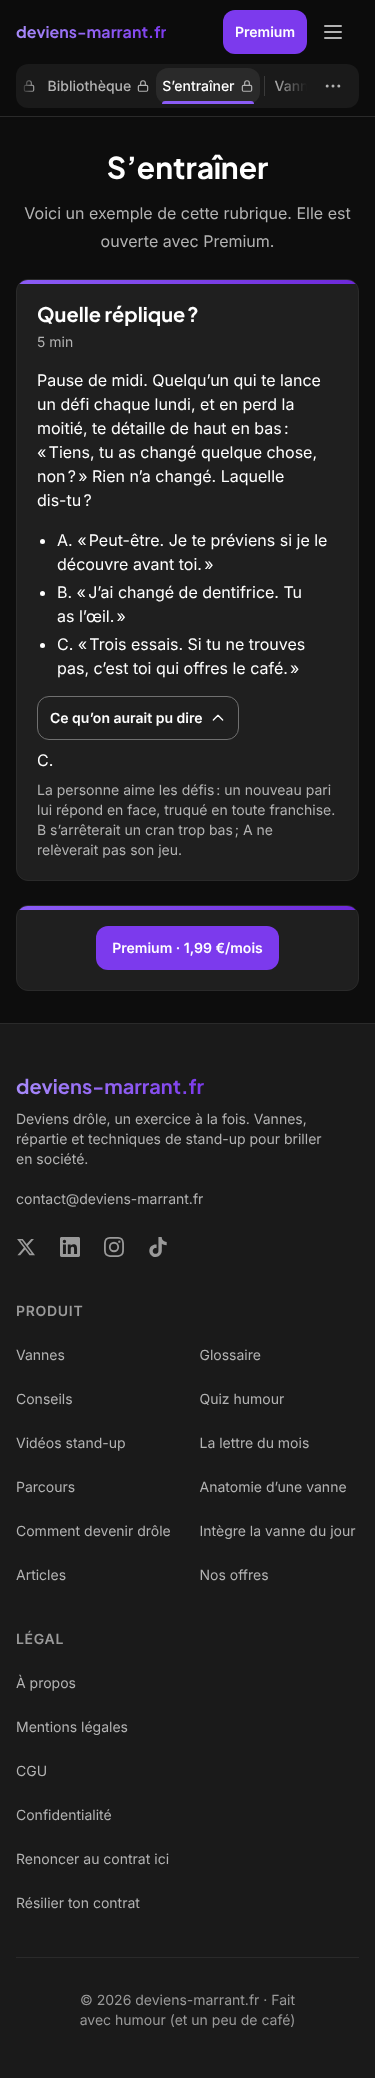 deviens-marrant.fr
Premium
Bibliothèque
S’entraîner
Vann
S’entraîner
Voici un exemple de cette rubrique. Elle est
ouverte avec Premium.
Quelle réplique ?
5 min
Pause de midi. Quelqu’un qui te lance
un défi chaque lundi, et en perd la
moitié, te détaille de haut en bas :
« Tiens, tu as changé quelque chose,
non ? » Rien n’a changé. Laquelle
dis-tu ?
• A. « Peut-être. Je te préviens si je le
découvre avant toi. »
• B. « J’ai changé de dentifrice. Tu
as l’œil. »
• C. « Trois essais. Si tu ne trouves
pas, c’est toi qui offres le café. »
Ce qu’on aurait pu dire
C.
La personne aime les défis : un nouveau pari
lui répond en face, truqué en toute franchise.
B s’arrêterait un cran trop bas ; A ne
relèverait pas son jeu.
Premium · 1,99 €/mois
deviens-marrant.fr
Deviens drôle, un exercice à la fois. Vannes,
répartie et techniques de stand-up pour briller
en société.
contact@deviens-marrant.fr
PRODUIT
Vannes
Glossaire
Conseils
Quiz humour
Vidéos stand-up
La lettre du mois
Parcours
Anatomie d’une vanne
Comment devenir drôle
Intègre la vanne du jour
Articles
Nos offres
LÉGAL
À propos
Mentions légales
CGU
Confidentialité
Renoncer au contrat ici
Résilier ton contrat
© 2026 deviens-marrant.fr · Fait
avec humour (et un peu de café)